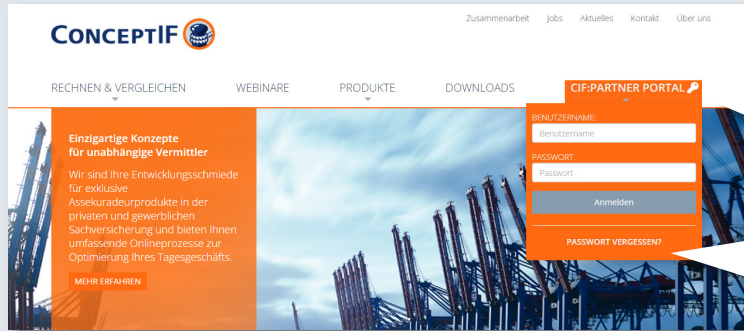 Zusammenarbeit Jobs Aktuelles Kontakt Über uns
CONCEPTIF
RECHNEN & VERGLEICHEN WEBINARE PRODUKTE DOWNLOADS CIF:PARTNER PORTAL
BENUTZERNAME:
Benutzername
PASSWORT:
Passwort
Anmelden
PASSWORT VERGESSEN?
Einzigartige Konzepte
für unabhängige Vermittler
Wir sind Ihre Entwicklungsschmiede
für exklusive
Assekuradeurprodukte in der
privaten und gewerblichen
Sachversicherung und bieten Ihnen
umfassende Onlineprozesse zur
Optimierung Ihres Tagesgeschäfts.
MEHR ERFAHREN